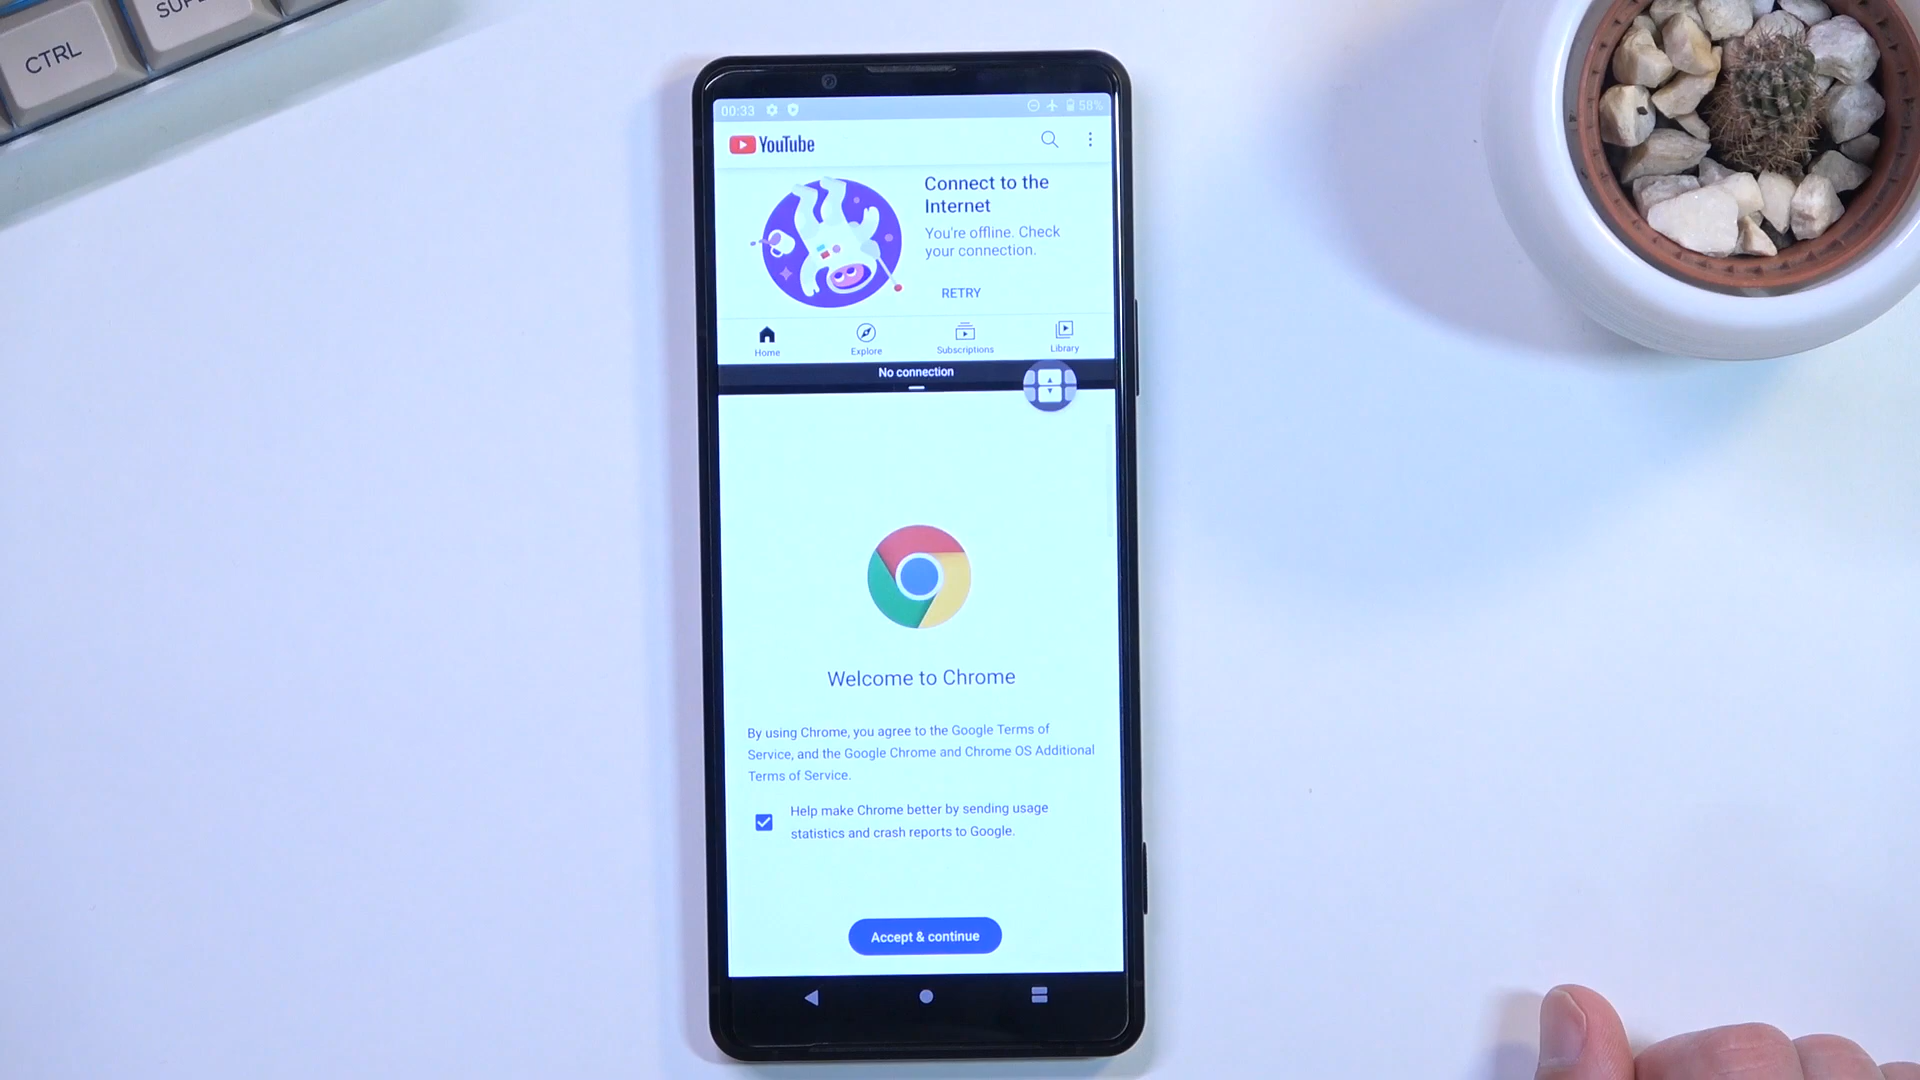 CTRL
00:33
58%
YouTube
Connect to the
Internet
You're offline. Check
your connection.
RETRY
Home
Explore
Subscriptions
Library
No connection
Welcome to Chrome
By using Chrome, you agree to the Google Terms of
Service, and the Google Chrome and Chrome OS Additional
Terms of Service.
Help make Chrome better by sending usage
statistics and crash reports to Google.
Accept & continue